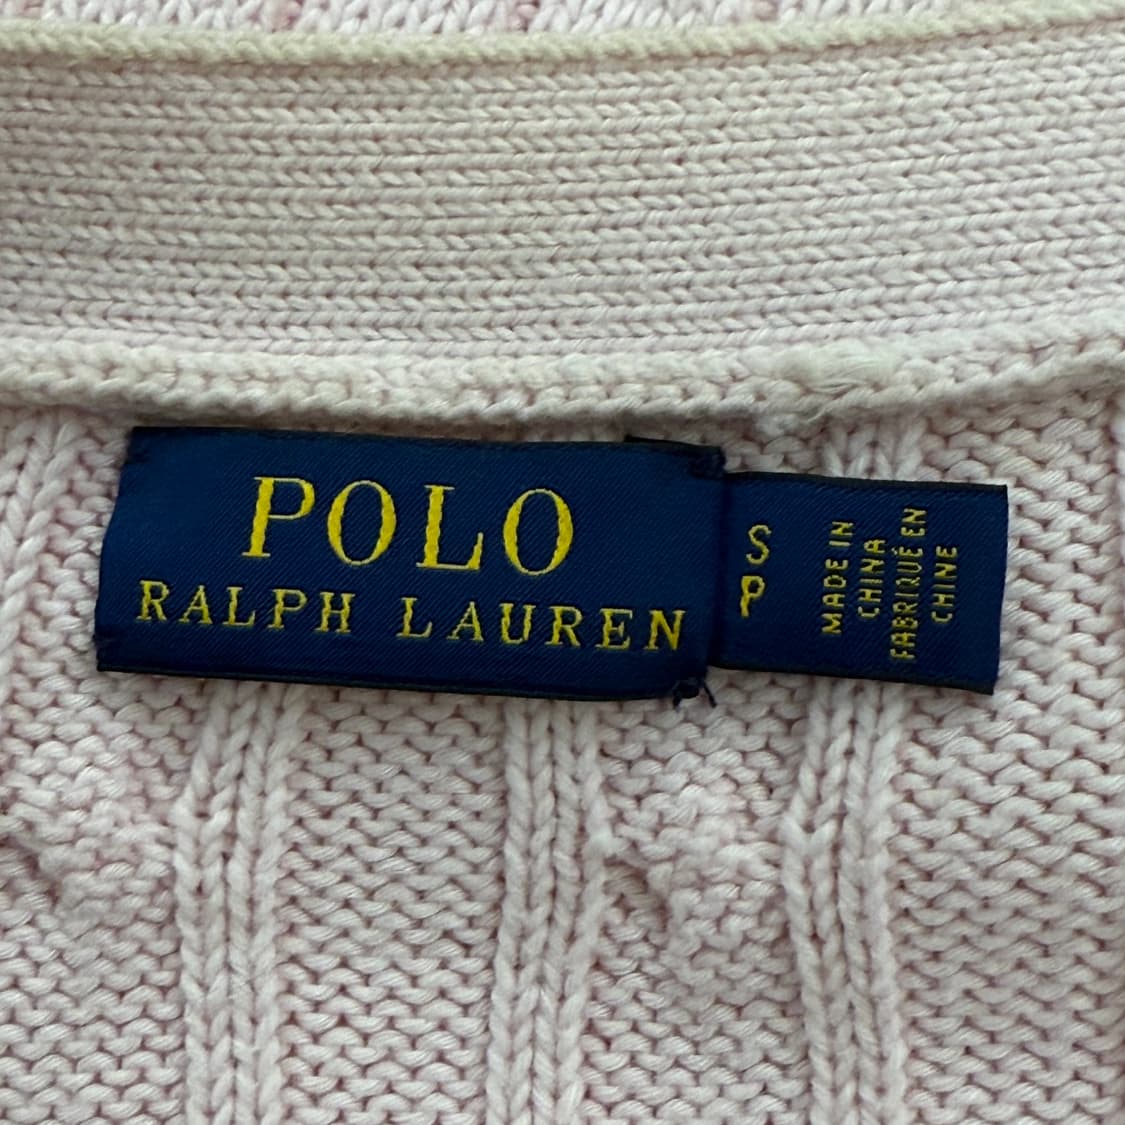 POLO
RALPH LAUREN
S
P
MADE IN
CHINA
FABRIQUÉ EN
CHINE